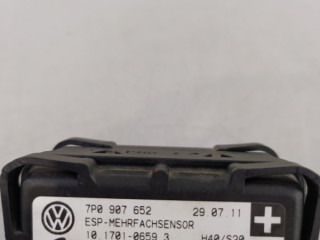 7P0 907 652 29.07.11
ESP-MEHRFACHSENSOR
10.1701-0659.3 H40/S20